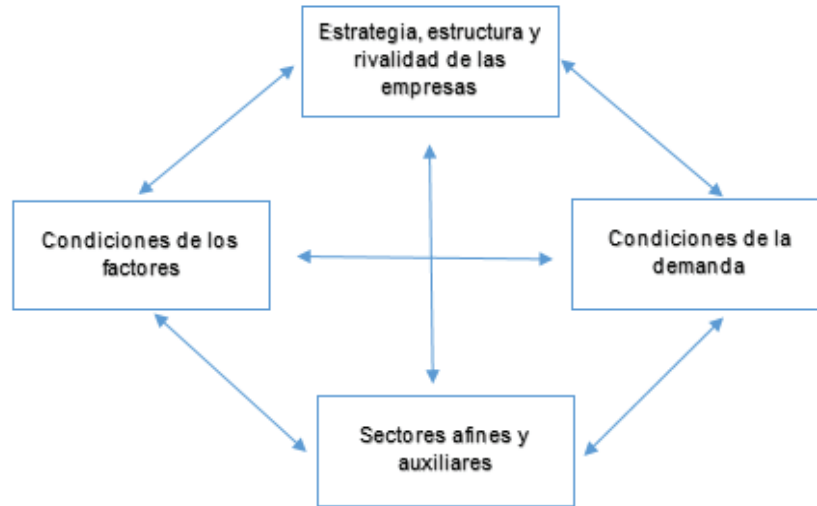 Estrategia, estructura y
rivalidad de las
empresas
Condiciones de los
factores
Condiciones de la
demanda
Sectores afines y
auxiliares